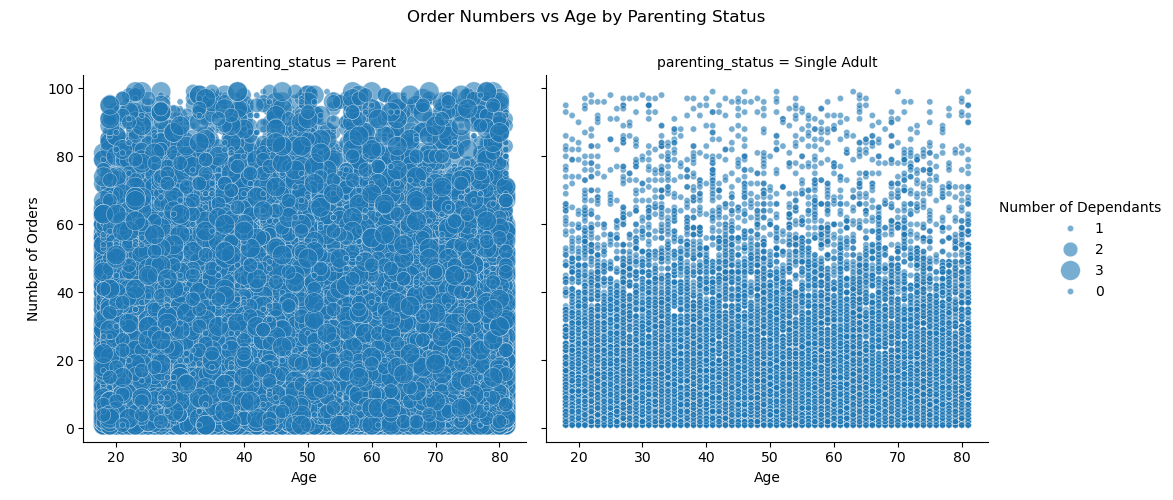 Order Numbers vs Age by Parenting Status
parenting_status = Parent
parenting_status = Single Adult
100
80
60
40
20
0
Number of Orders
20 30 40 50 60 70 80
Age
20 30 40 50 60 70 80
Age
Number of Dependants
1
2
3
0